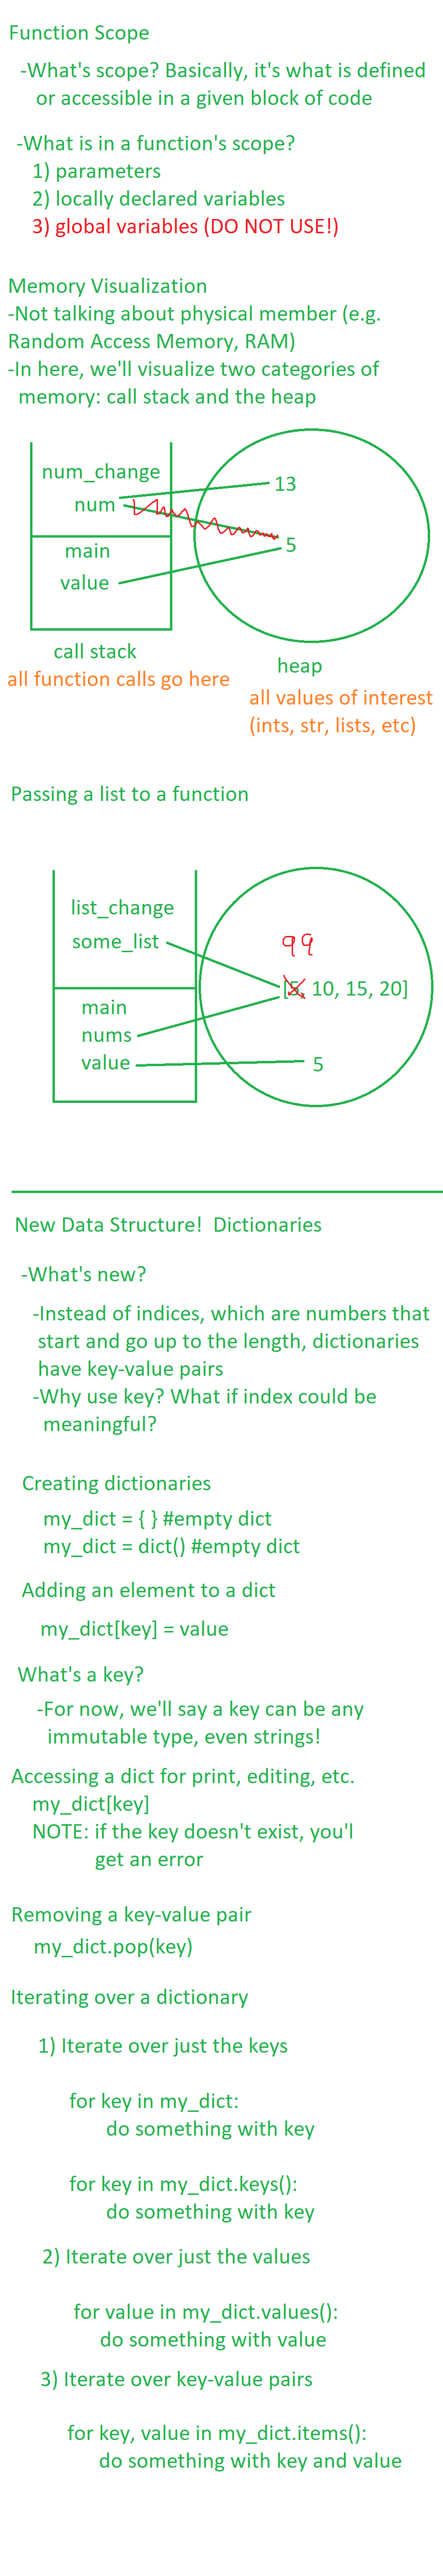 Function Scope
-What's scope? Basically, it's what is defined
or accessible in a given block of code
-What is in a function's scope?
1) parameters
2) locally declared variables
3) global variables (DO NOT USE!)
Memory Visualization
-Not talking about physical member (e.g.
Random Access Memory, RAM)
-In here, we'll visualize two categories of
memory: call stack and the heap
num_change
num
13
main
5
value
call stack
heap
all function calls go here
all values of interest
(ints, str, lists, etc)
Passing a list to a function
list_change
some_list
99
[5, 10, 15, 20]
main
nums
value
5
New Data Structure!  Dictionaries
-What's new?
-Instead of indices, which are numbers that
start and go up to the length, dictionaries
have key-value pairs
-Why use key? What if index could be
meaningful?
Creating dictionaries
my_dict = { } #empty dict
my_dict = dict() #empty dict
Adding an element to a dict
my_dict[key] = value
What's a key?
-For now, we'll say a key can be any
immutable type, even strings!
Accessing a dict for print, editing, etc.
my_dict[key]
NOTE: if the key doesn't exist, you'l
get an error
Removing a key-value pair
my_dict.pop(key)
Iterating over a dictionary
1) Iterate over just the keys
for key in my_dict:
do something with key
for key in my_dict.keys():
do something with key
2) Iterate over just the values
for value in my_dict.values():
do something with value
3) Iterate over key-value pairs
for key, value in my_dict.items():
do something with key and value